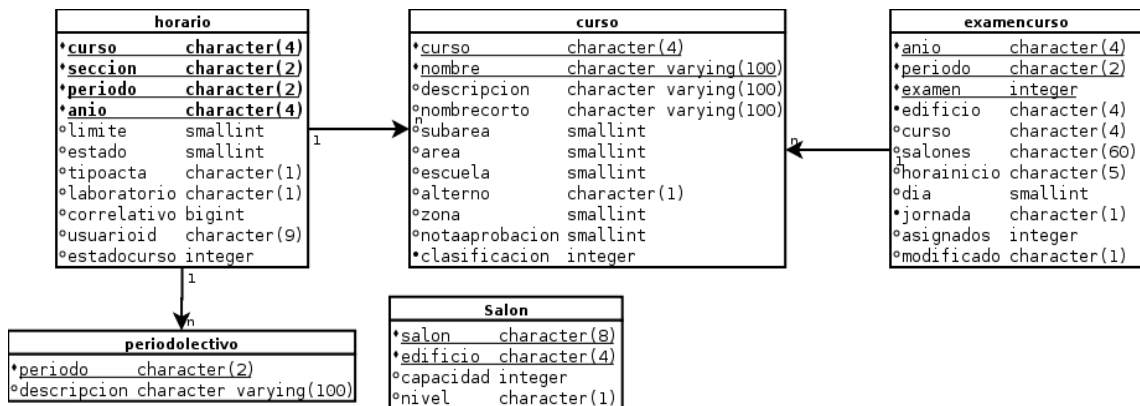 horario
curso character(4)
seccion character(2)
periodo character(2)
anio character(4)
limite smallint
estado smallint
tipoacta character(1)
laboratorio character(1)
correlativo bigint
usuarioid character(9)
estadocurso integer
1
n
1
n
curso
curso character(4)
nombre character varying(100)
descripcion character varying(100)
nombrecorto character varying(100)
subarea smallint
area smallint
escuela smallint
alterno character(1)
zona smallint
notaaprobacion smallint
clasificacion integer
n
1
examencurso
anio character(4)
periodo character(2)
examen integer
edificio character(4)
curso character(4)
salones character(60)
horainicio character(5)
dia smallint
jornada character(1)
asignados integer
modificado character(1)
periodolectivo
periodo character(2)
descripcion character varying(100)
Salon
salon character(8)
edificio character(4)
capacidad integer
nivel character(1)